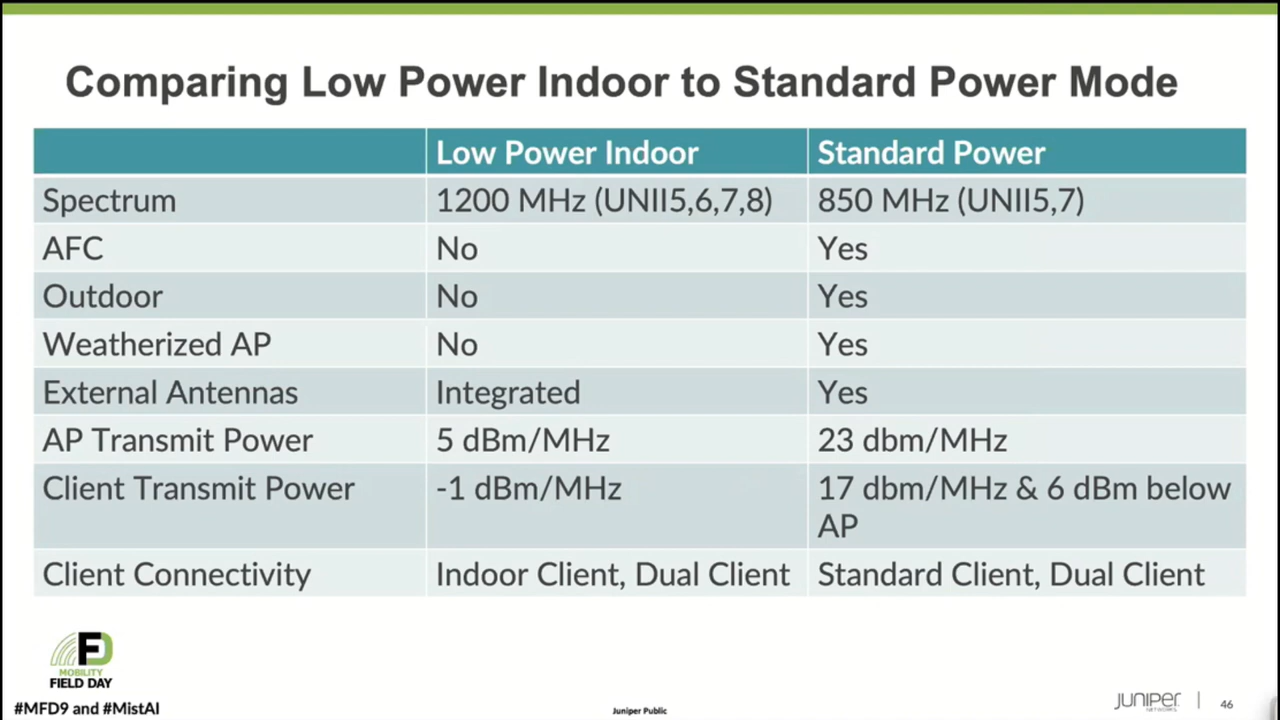 Comparing Low Power Indoor to Standard Power Mode
Low Power Indoor Standard Power
Spectrum 1200 MHz (UNII5,6,7,8) 850 MHz (UNII5,7)
AFC No Yes
Outdoor No Yes
Weatherized AP No Yes
External Antennas Integrated Yes
AP Transmit Power 5 dBm/MHz 23 dbm/MHz
Client Transmit Power -1 dBm/MHz 17 dbm/MHz & 6 dBm below
AP
Client Connectivity Indoor Client, Dual Client Standard Client, Dual Client
FD
MOBILITY
FIELD DAY
#MFD9 and #MistAI
Juniper Public
JUNIPER
NETWORKS
46